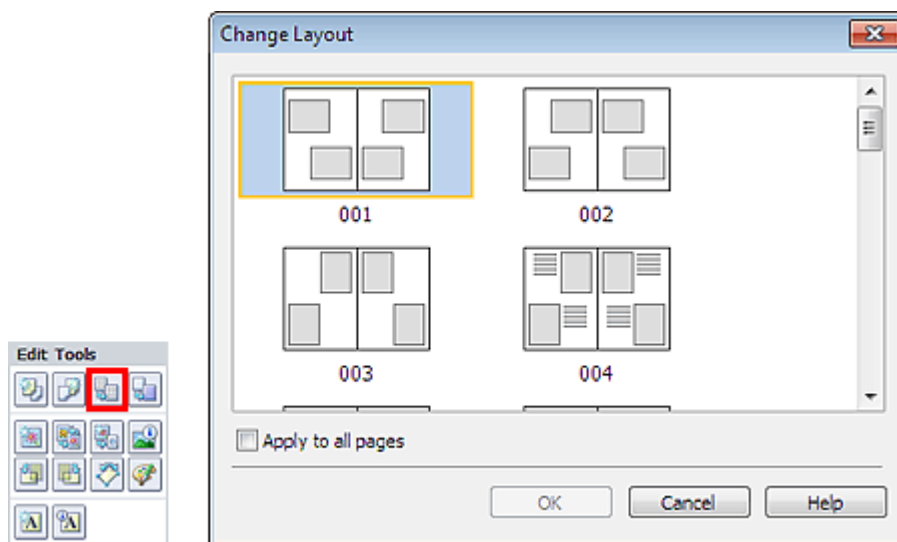 Change Layout
001
002
003
004
Edit Tools
Apply to all pages
OK
Cancel
Help